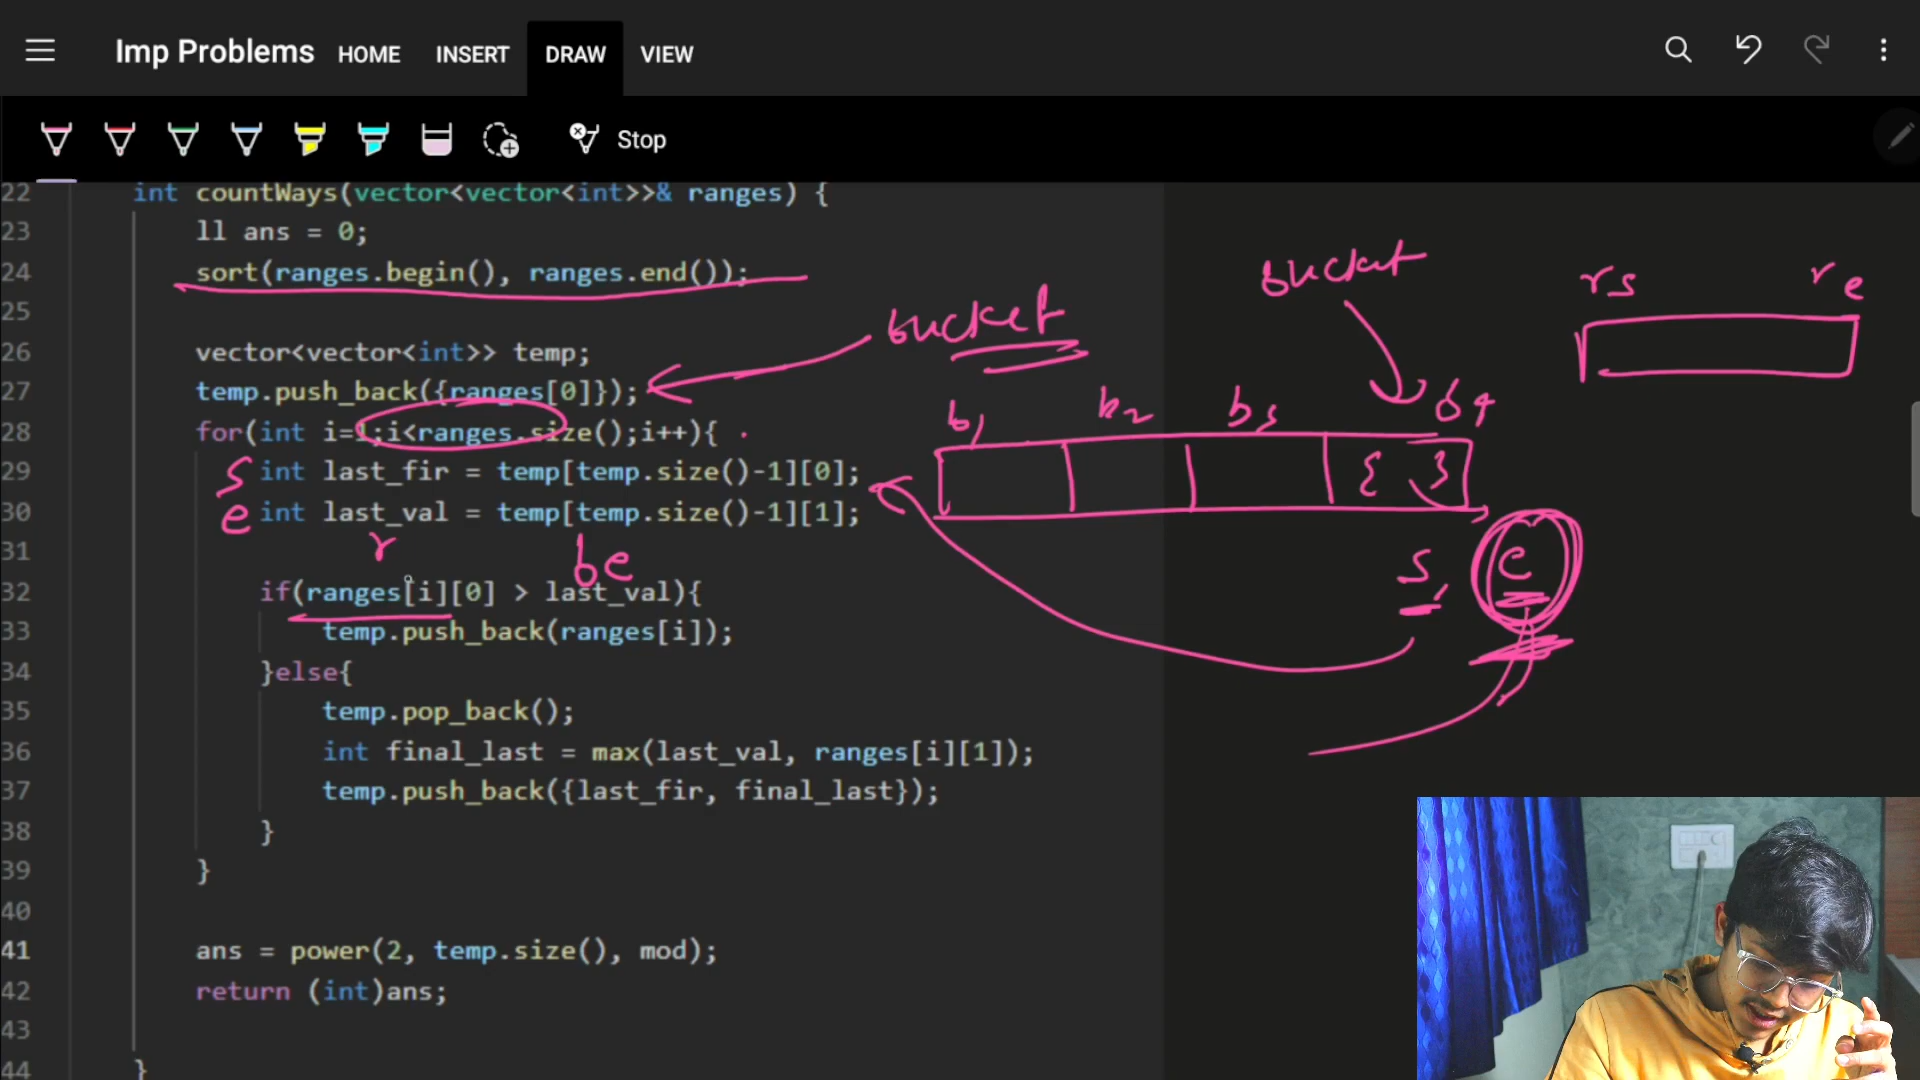 Imp Problems HOME INSERT DRAW VIEW
Stop
22 int countWays(vector<vector<int>>& ranges) {
23 ll ans = 0;
24 sort(ranges.begin(), ranges.end());
25
26 vector<vector<int>> temp;
27 temp.push_back({ranges[0]});
28 for(int i=1;i<ranges.size();i++){
29 int last_fir = temp[temp.size()-1][0];
30 int last_val = temp[temp.size()-1][1];
31
32 if(ranges[i][0] > last_val){
33 temp.push_back(ranges[i]);
34 }else{
35 temp.pop_back();
36 int final_last = max(last_val, ranges[i][1]);
37 temp.push_back({last_fir, final_last});
38 }
39 }
40
41 ans = power(2, temp.size(), mod);
42 return (int)ans;
43
44 }
bucket
bucket
rs re
b1 b2 b3 b4
{ }
s, e
s
e
r be